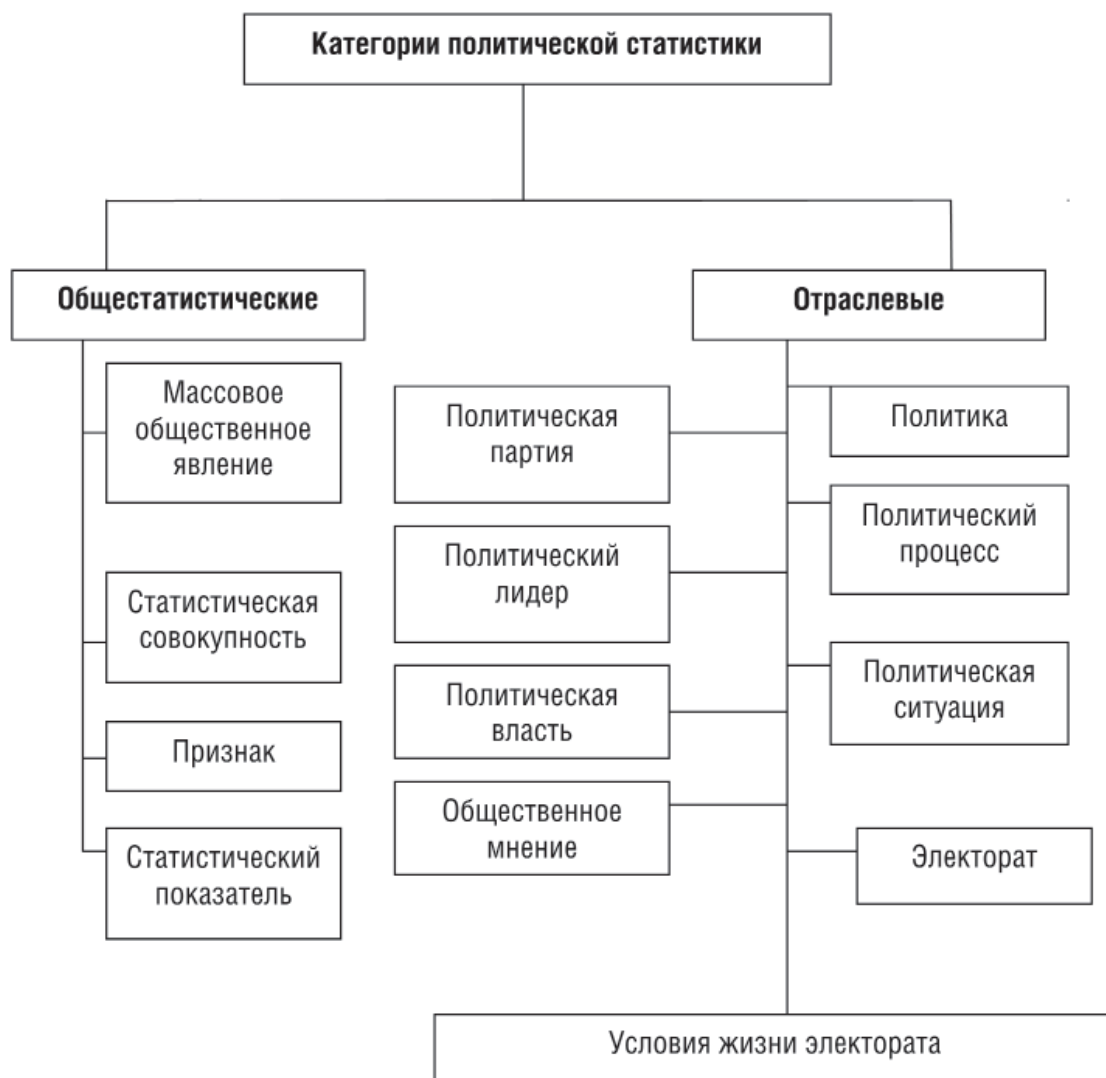 Категории политической статистики
Общестатистические
Массовое
общественное
явление
Статистическая
совокупность
Признак
Статистический
показатель
Отраслевые
Политическая
партия
Политический
лидер
Политическая
власть
Общественное
мнение
Политика
Политический
процесс
Политическая
ситуация
Электорат
Условия жизни электората